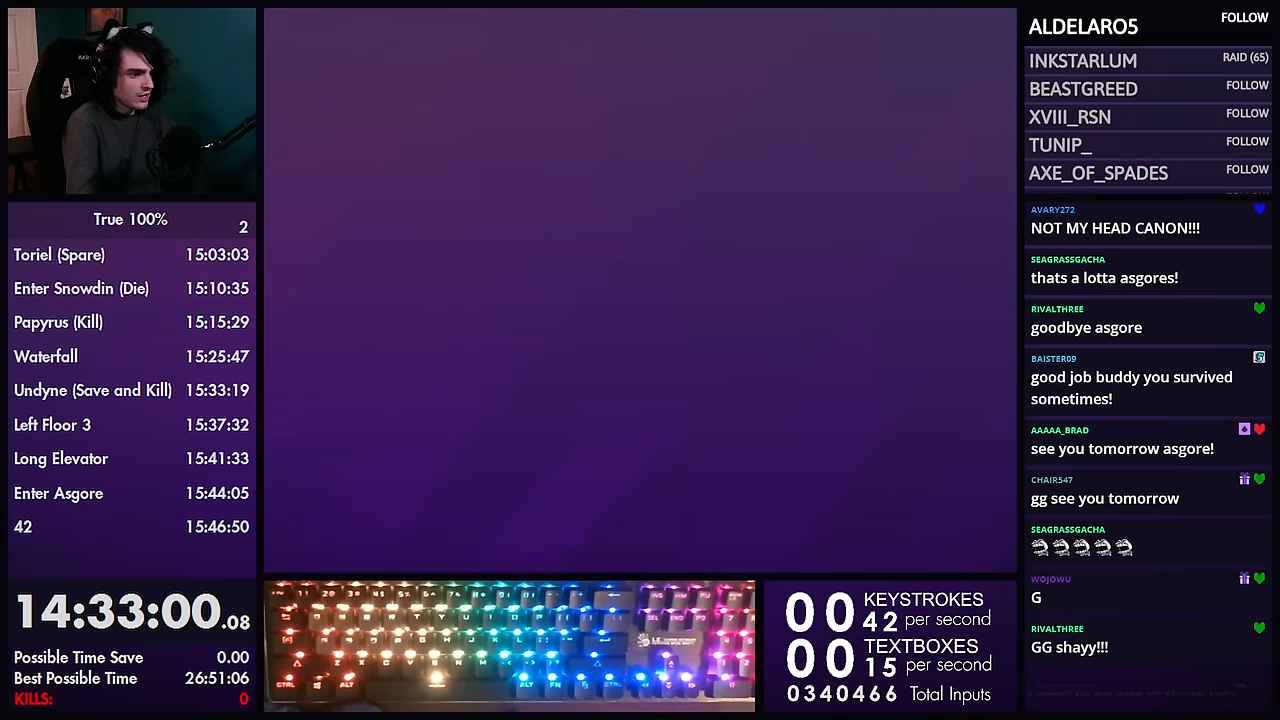 True 100%
2
Toriel (Spare) 15:03:03
Enter Snowdin (Die) 15:10:35
Papyrus (Kill) 15:15:29
Waterfall 15:25:47
Undyne (Save and Kill) 15:33:19
Left Floor 3 15:37:32
Long Elevator 15:41:33
Enter Asgore 15:44:05
42 15:46:50
14:33:00.08
Possible Time Save 0.00
Best Possible Time 26:51:06
KILLS: 0
00 KEYSTROKES
42 per second
00 TEXTBOXES
15 per second
0340466 Total Inputs
ALDELARO5 FOLLOW
INKSTARLUM RAID (65)
BEASTGREED FOLLOW
XVIII_RSN FOLLOW
TUNIP_ FOLLOW
AXE_OF_SPADES FOLLOW
AVARY272
NOT MY HEAD CANON!!!
SEAGRASSGACHA
thats a lotta asgores!
RIVALTHREE
goodbye asgore
BAISTER09
good job buddy you survived
sometimes!
AAAAA_BRAD
see you tomorrow asgore!
CHAIR547
gg see you tomorrow
SEAGRASSGACHA
WOJOWU
G
RIVALTHREE
GG shayy!!!